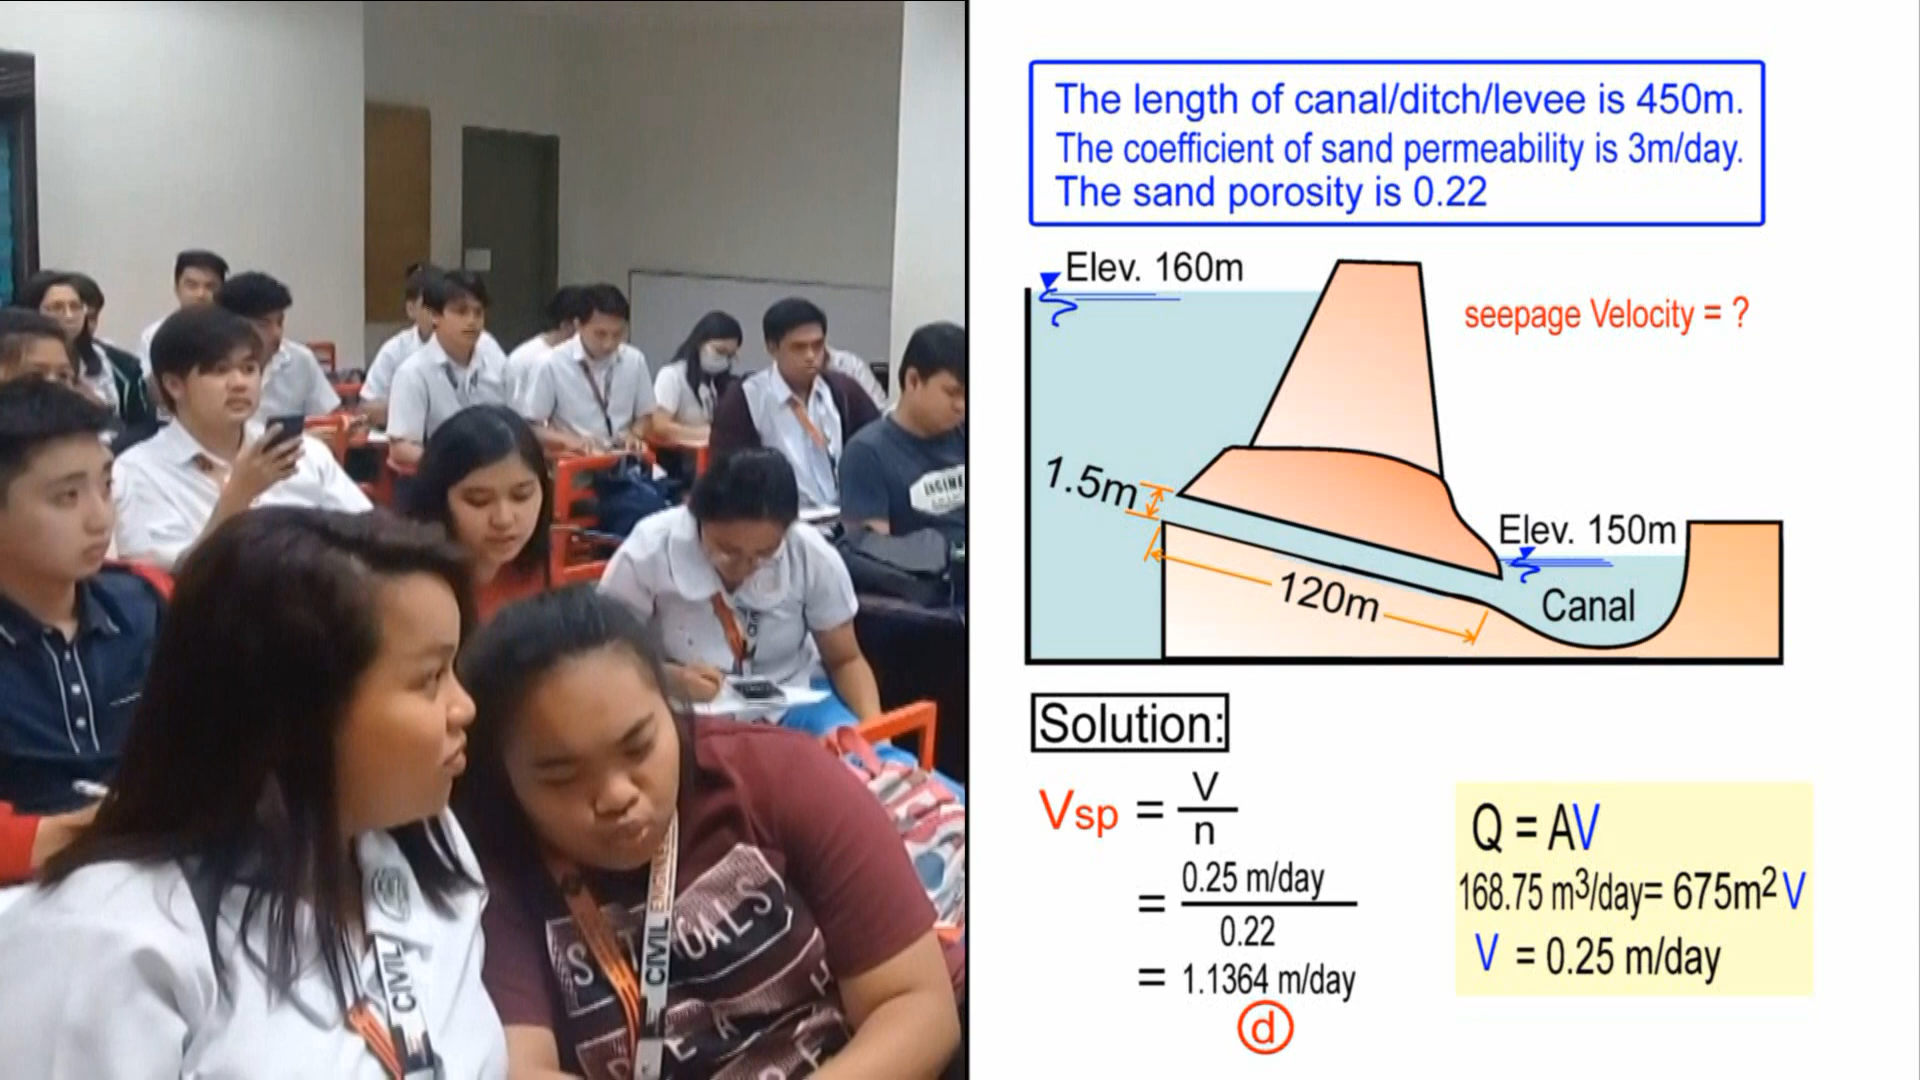 The length of canal/ditch/levee is 450m.
The coefficient of sand permeability is 3m/day.
The sand porosity is 0.22
Elev. 160m
seepage Velocity = ?
1.5m
Elev. 150m
120m
Canal
Solution:
Vsp = V
n
= 0.25 m/day
0.22
= 1.1364 m/day
d
Q = AV
168.75 m3/day= 675m2 V
V = 0.25 m/day
CIVIL
CIVIL